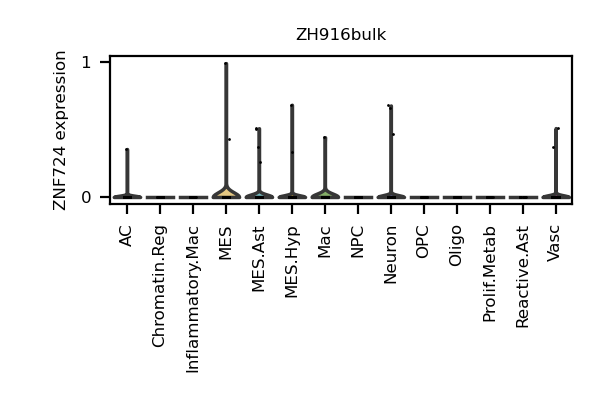 ZH916bulk
ZNF724 expression
1
0
AC
Chromatin.Reg
Inflammatory.Mac
MES
MES.Ast
MES.Hyp
Mac
NPC
Neuron
OPC
Oligo
Prolif.Metab
Reactive.Ast
Vasc